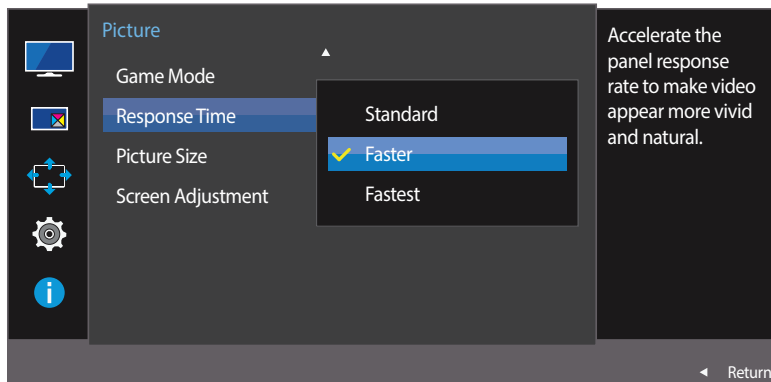 Picture
Game Mode
Response Time
Picture Size
Screen Adjustment
Standard
Faster
Fastest
Accelerate the
panel response
rate to make video
appear more vivid
and natural.
Return